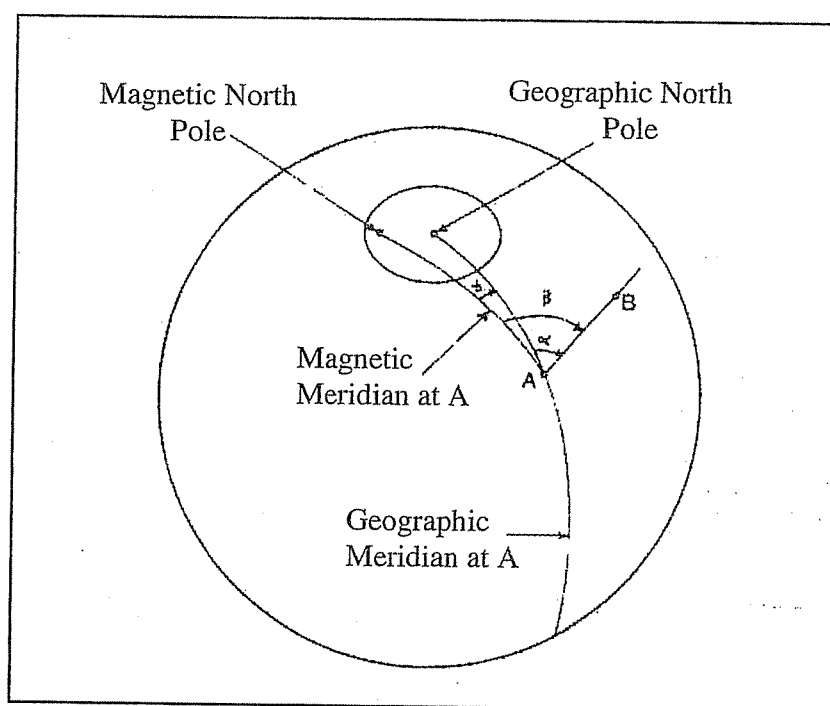 Magnetic North
Pole
Geographic North
Pole
β
B
α
A
Magnetic
Meridian at A
Geographic
Meridian at A